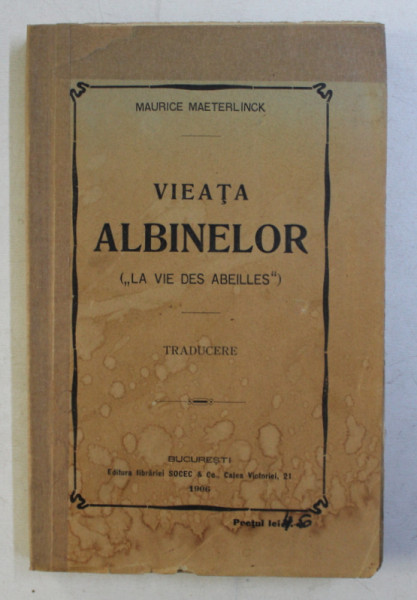 MAURICE MAETERLINCK
VIEAŢA
ALBINELOR
(„LA VIE DES ABEILLES“)
TRADUCERE
BUCUREŞTI
Editura librăriei SOCEC & Co., Calea Victoriei, 21
1906
Preţul lei